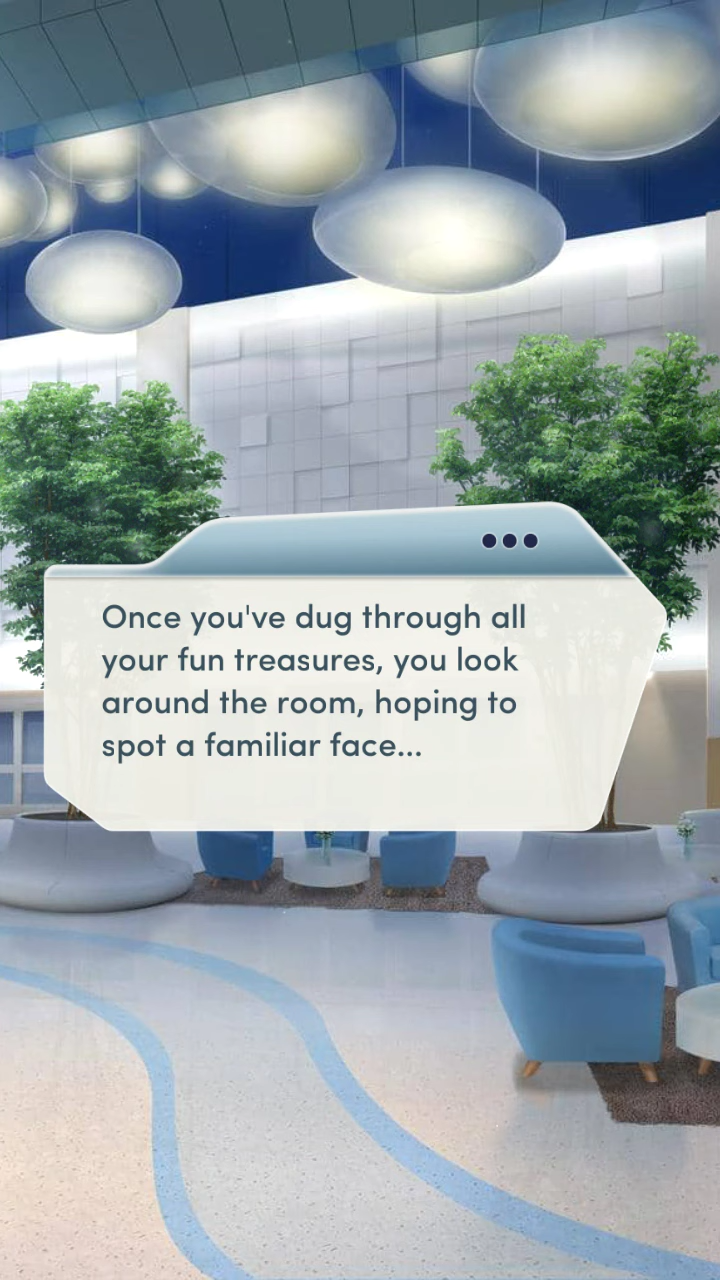 Once you've dug through all
your fun treasures, you look
around the room, hoping to
spot a familiar face...